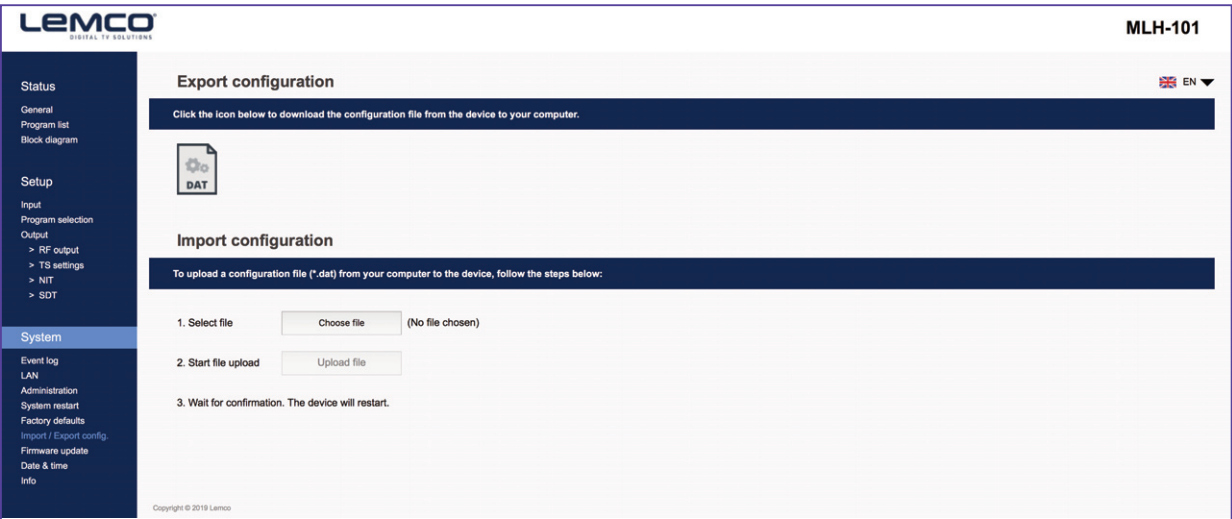 LEMCO
DIGITAL TV SOLUTIONS
MLH-101
Status
General
Program list
Block diagram
Setup
Input
Program selection
Output
> RF output
> TS settings
> NIT
> SDT
System
Event log
LAN
Administration
System restart
Factory defaults
Import / Export config.
Firmware update
Date & time
Info
Export configuration
EN
Click the icon below to download the configuration file from the device to your computer.
DAT
Import configuration
To upload a configuration file (*.dat) from your computer to the device, follow the steps below:
1. Select file Choose file (No file chosen)
2. Start file upload Upload file
3. Wait for confirmation. The device will restart.
Copyright © 2019 Lemco